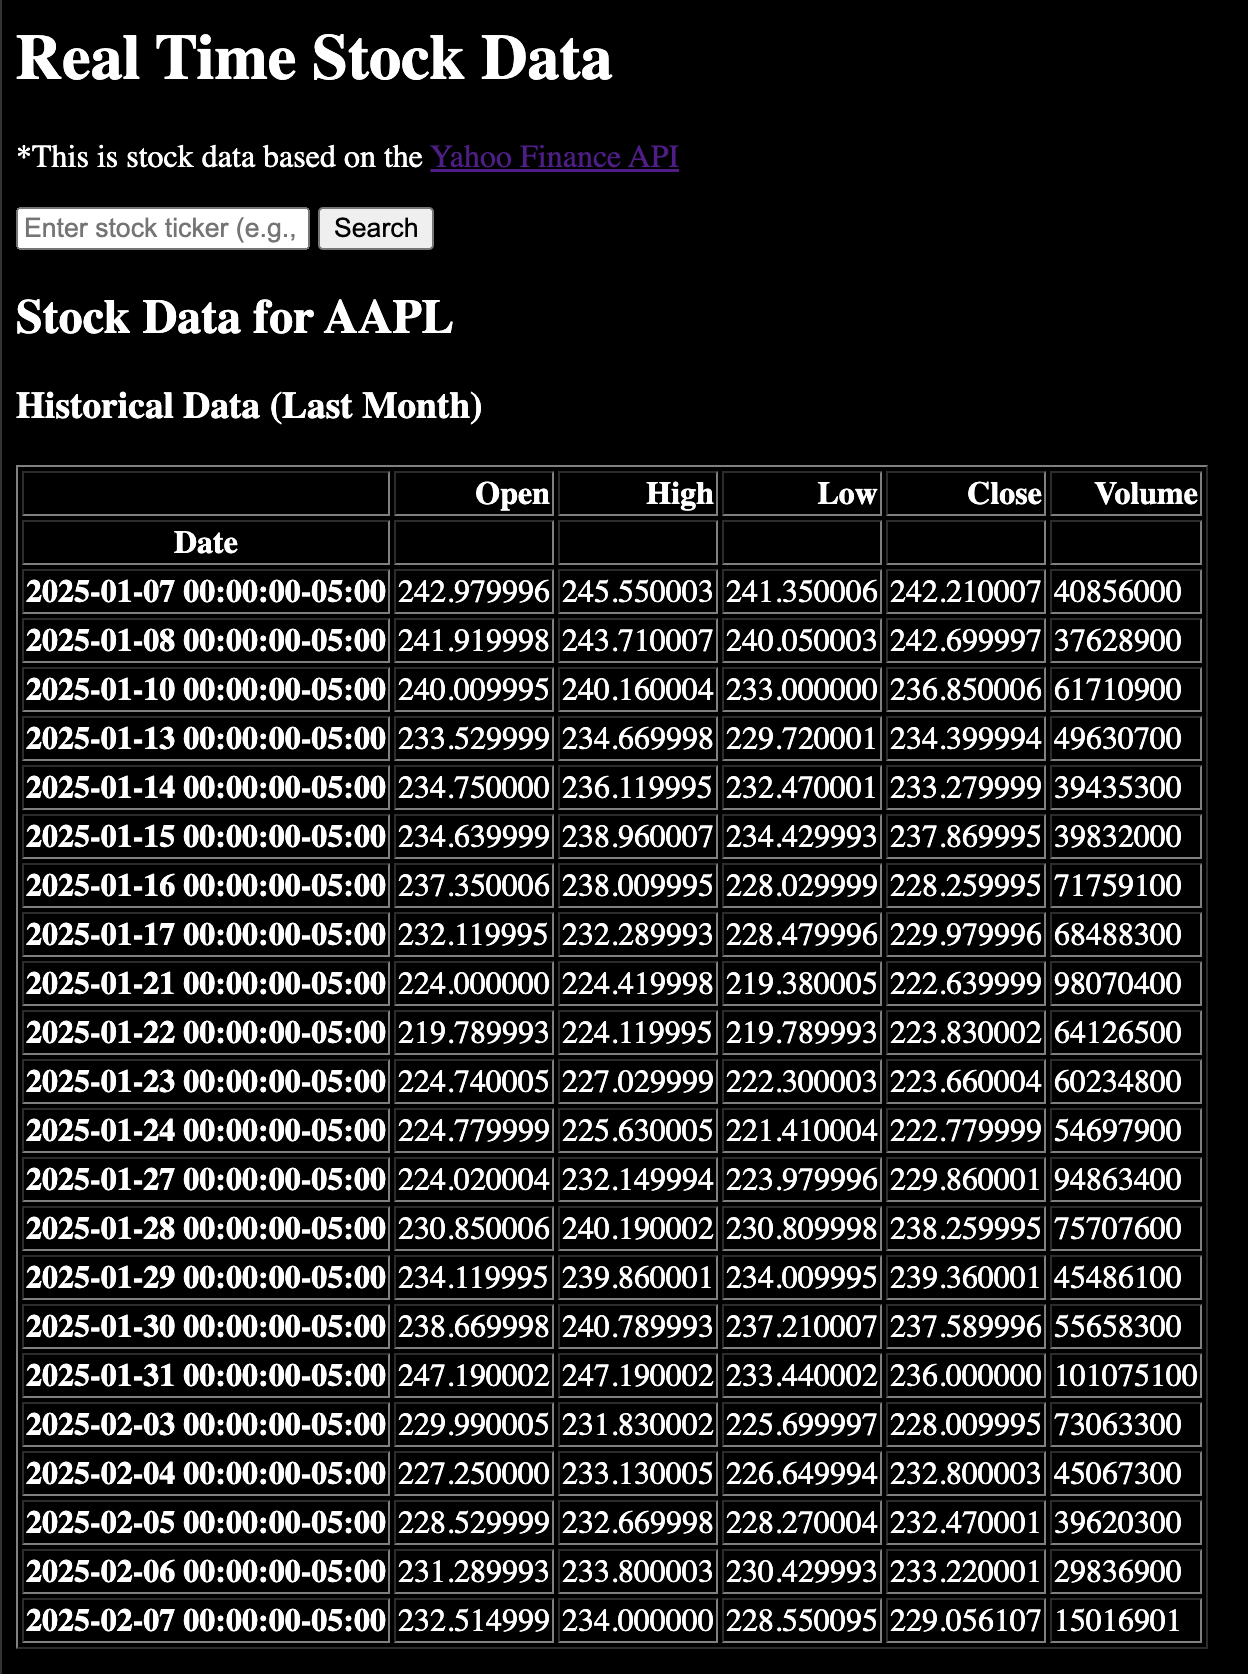 Real Time Stock Data
*This is stock data based on the Yahoo Finance API
Enter stock ticker (e.g., Search
Stock Data for AAPL
Historical Data (Last Month)
Open High Low Close Volume
Date
2025-01-07 00:00:00-05:00 242.979996 245.550003 241.350006 242.210007 40856000
2025-01-08 00:00:00-05:00 241.919998 243.710007 240.050003 242.699997 37628900
2025-01-10 00:00:00-05:00 240.009995 240.160004 233.000000 236.850006 61710900
2025-01-13 00:00:00-05:00 233.529999 234.669998 229.720001 234.399994 49630700
2025-01-14 00:00:00-05:00 234.750000 236.119995 232.470001 233.279999 39435300
2025-01-15 00:00:00-05:00 234.639999 238.960007 234.429993 237.869995 39832000
2025-01-16 00:00:00-05:00 237.350006 238.009995 228.029999 228.259995 71759100
2025-01-17 00:00:00-05:00 232.119995 232.289993 228.479996 229.979996 68488300
2025-01-21 00:00:00-05:00 224.000000 224.419998 219.380005 222.639999 98070400
2025-01-22 00:00:00-05:00 219.789993 224.119995 219.789993 223.830002 64126500
2025-01-23 00:00:00-05:00 224.740005 227.029999 222.300003 223.660004 60234800
2025-01-24 00:00:00-05:00 224.779999 225.630005 221.410004 222.779999 54697900
2025-01-27 00:00:00-05:00 224.020004 232.149994 223.979996 229.860001 94863400
2025-01-28 00:00:00-05:00 230.850006 240.190002 230.809998 238.259995 75707600
2025-01-29 00:00:00-05:00 234.119995 239.860001 234.009995 239.360001 45486100
2025-01-30 00:00:00-05:00 238.669998 240.789993 237.210007 237.589996 55658300
2025-01-31 00:00:00-05:00 247.190002 247.190002 233.440002 236.000000 101075100
2025-02-03 00:00:00-05:00 229.990005 231.830002 225.699997 228.009995 73063300
2025-02-04 00:00:00-05:00 227.250000 233.130005 226.649994 232.800003 45067300
2025-02-05 00:00:00-05:00 228.529999 232.669998 228.270004 232.470001 39620300
2025-02-06 00:00:00-05:00 231.289993 233.800003 230.429993 233.220001 29836900
2025-02-07 00:00:00-05:00 232.514999 234.000000 228.550095 229.056107 15016901